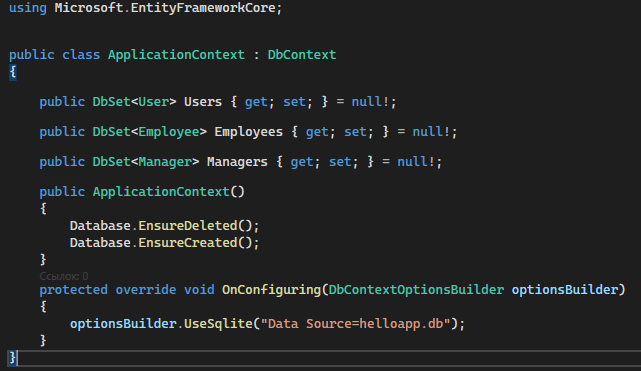 using Microsoft.EntityFrameworkCore;
public class ApplicationContext : DbContext
{
public DbSet<User> Users { get; set; } = null!;
public DbSet<Employee> Employees { get; set; } = null!;
public DbSet<Manager> Managers { get; set; } = null!;
public ApplicationContext()
{
Database.EnsureDeleted();
Database.EnsureCreated();
}
Ссылок: 0
protected override void OnConfiguring(DbContextOptionsBuilder optionsBuilder)
{
optionsBuilder.UseSqlite("Data Source=helloapp.db");
}
}